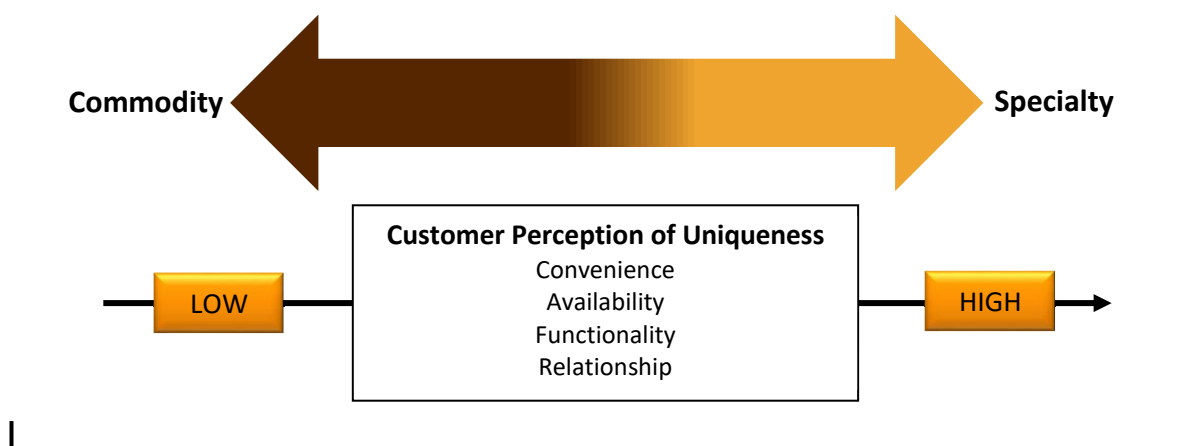 Commodity
Specialty
Customer Perception of Uniqueness
Convenience
Availability
Functionality
Relationship
LOW
HIGH